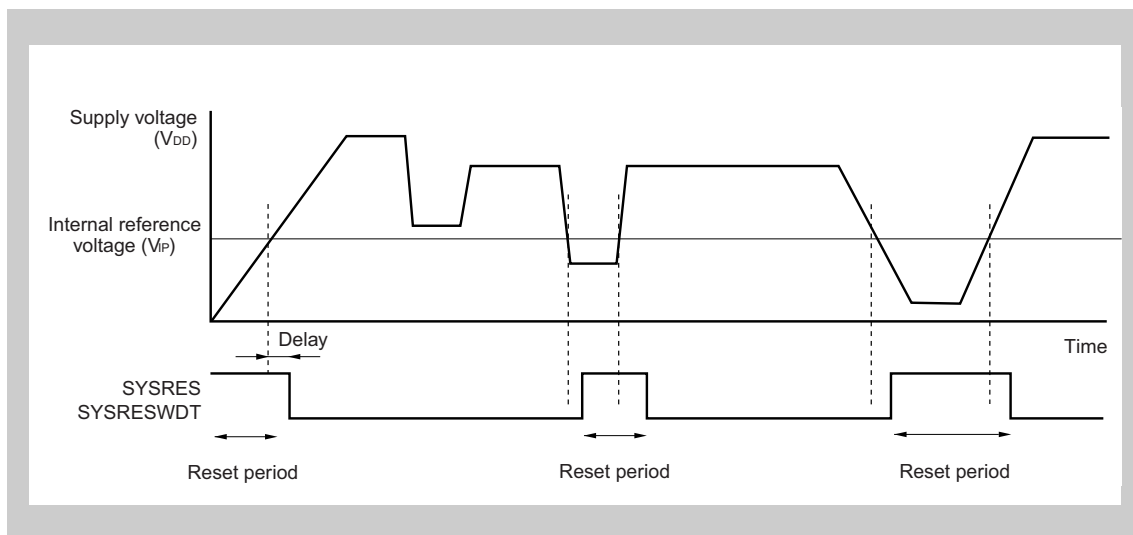 Supply voltage
(VDD)
Internal reference
voltage (VIP)
Delay
Time
SYSRES
SYSRESWDT
Reset period
Reset period
Reset period